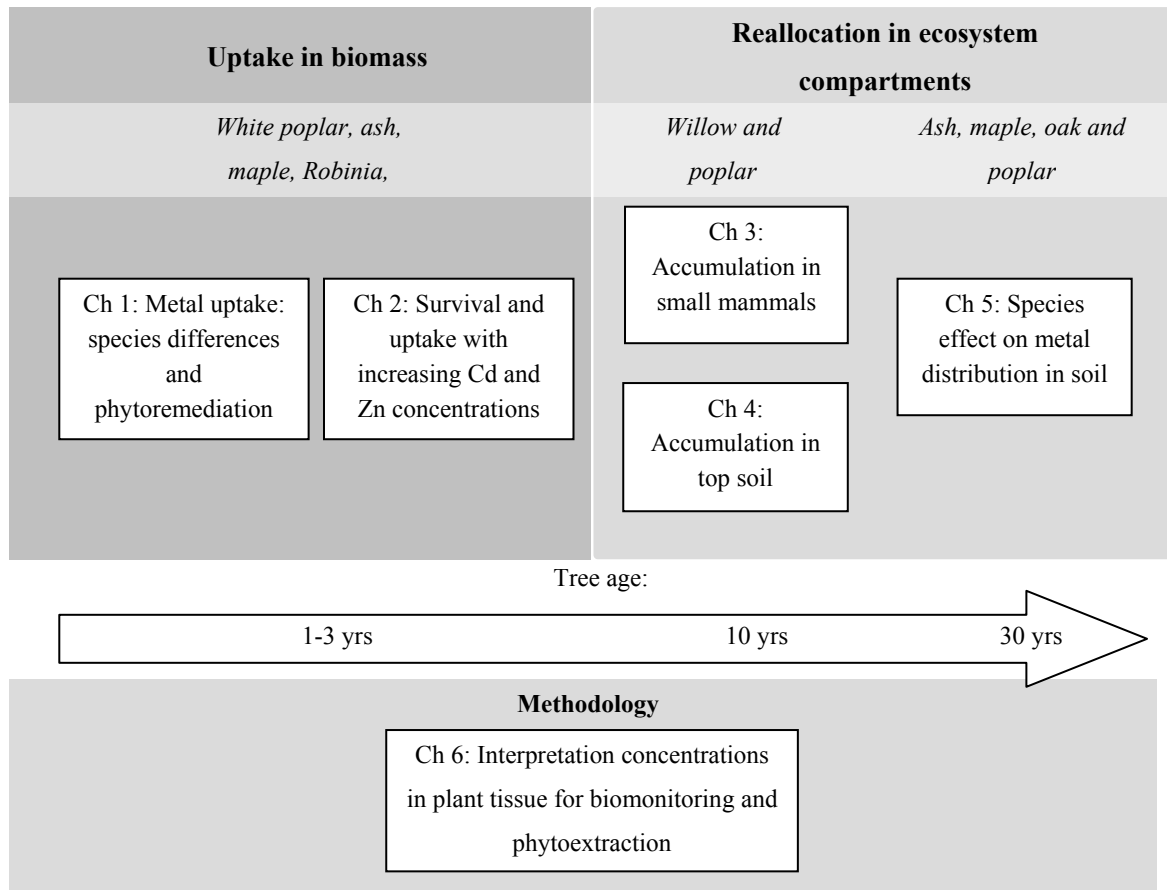 Uptake in biomass
Reallocation in ecosystem
compartments
White poplar, ash,
maple, Robinia,
Willow and
poplar
Ash, maple, oak and
poplar
Ch 1: Metal uptake:
species differences
and
phytoremediation
Ch 2: Survival and
uptake with
increasing Cd and
Zn concentrations
Ch 3:
Accumulation in
small mammals
Ch 4:
Accumulation in
top soil
Ch 5: Species
effect on metal
distribution in soil
Tree age:
1-3 yrs
10 yrs
30 yrs
Methodology
Ch 6: Interpretation concentrations
in plant tissue for biomonitoring and
phytoextraction